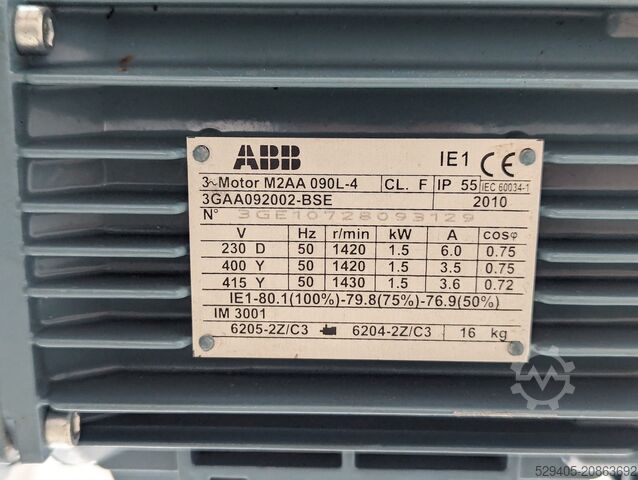 ABB IE1 CE
3~Motor M2AA 090L-4 CL. F IP 55 IEC 60034-1
3GAA092002-BSE 2010
N° 3GE10728093129
V Hz r/min kW A cosφ
230 D 50 1420 1.5 6.0 0.75
400 Y 50 1420 1.5 3.5 0.75
415 Y 50 1430 1.5 3.6 0.72
IE1-80.1(100%)-79.8(75%)-76.9(50%)
IM 3001
6205-2Z/C3 6204-2Z/C3 16 kg
529405-20863692